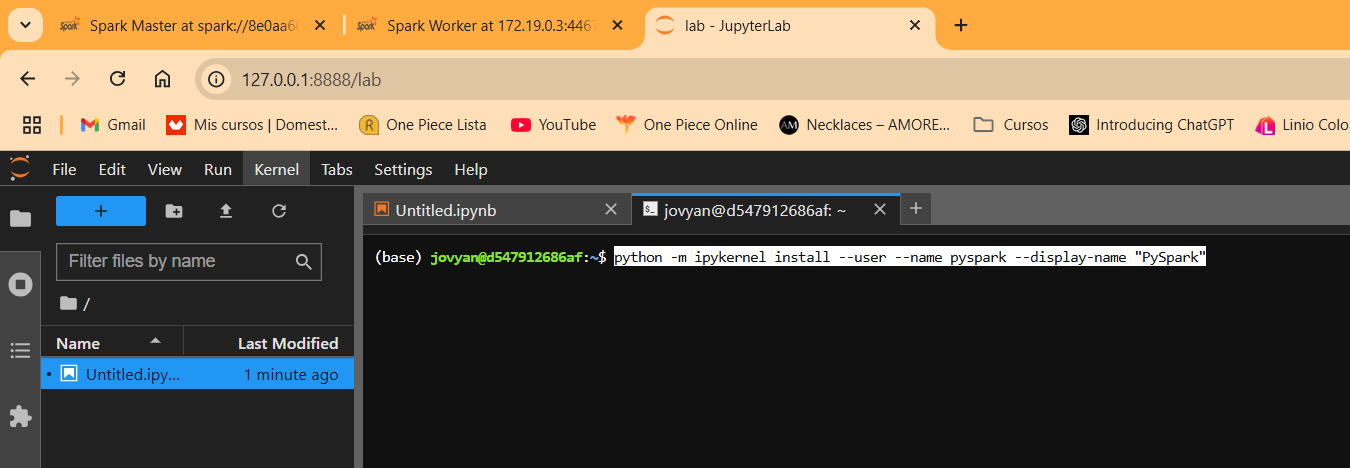 Spark Master at spark://8e0aa6
Spark Worker at 172.19.0.3:4467
lab - JupyterLab
127.0.0.1:8888/lab
Gmail
Mis cursos | Domest...
One Piece Lista
YouTube
One Piece Online
AM
Necklaces – AMORE...
Cursos
Introducing ChatGPT
Linio Colo
File Edit View Run Kernel Tabs Settings Help
Untitled.ipynb
jovyan@d547912686af: ~
Filter files by name
/
Name
Last Modified
Untitled.ipy...
1 minute ago
(base) jovyan@d547912686af:~$ python -m ipykernel install --user --name pyspark --display-name "PySpark"